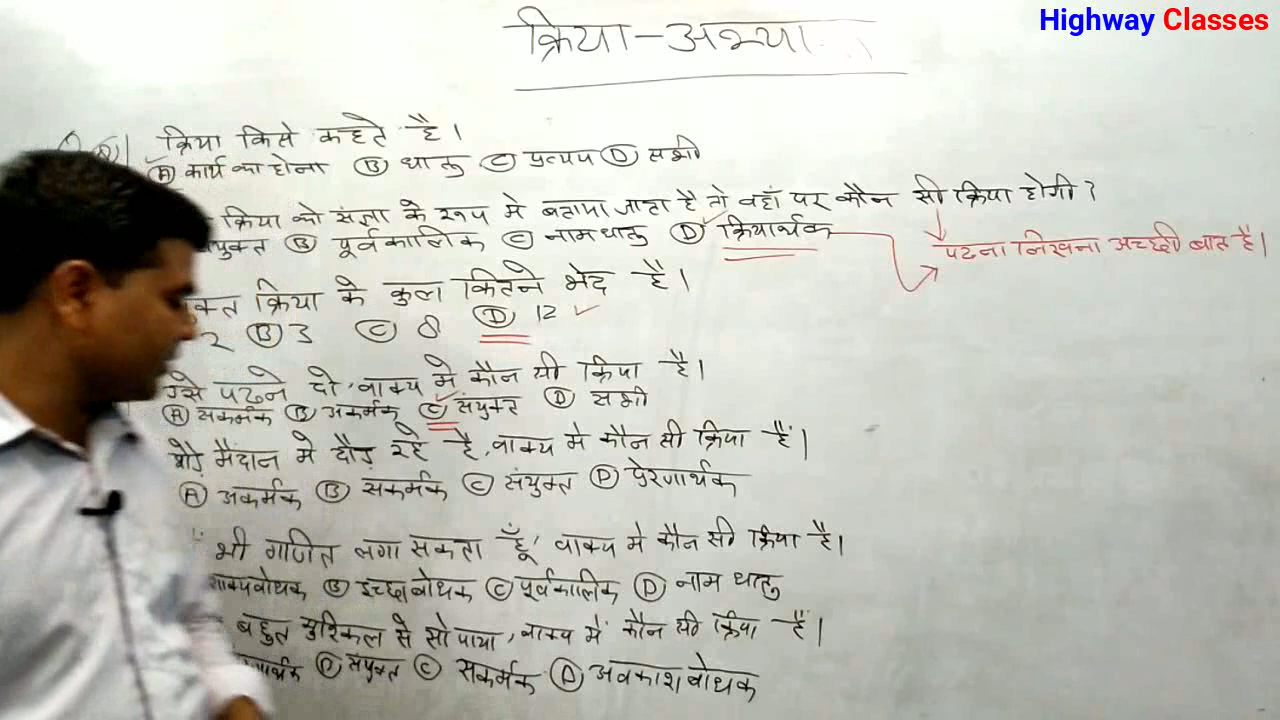 Highway Classes
क्रिया-अभ्या
क्रिया किसे कहते है।
Ⓐ कार्य का होना Ⓑ धातु Ⓒ प्रत्यय Ⓓ सभी
क्रिया को संज्ञा के रूप मे बताया जाता है तो वहाँ पर कौन सी क्रिया होगी?
युक्त Ⓑ पूर्वकालिक Ⓒ नामधातु Ⓓ क्रियार्थक
पढना लिखना अच्छी बात है।
क्त क्रिया के कुल कितने भेद है।
2 Ⓑ 3 Ⓒ 8 Ⓓ 12
उसे पढने दो, वाक्य मे कौन सी क्रिया है।
Ⓐ सकर्मक Ⓑ अकर्मक Ⓒ संयुक्त Ⓓ सभी
मैदान मे दौड़ रहे है, वाक्य मे कौन सी क्रिया हैं।
Ⓐ अकर्मक Ⓑ सकर्मक Ⓒ संयुक्त Ⓓ प्रेरणार्थक
भी गणित लगा सकता हूँ' वाक्य मे कौन सी क्रिया है।
बोधक Ⓑ इच्छाबोधक Ⓒ पूर्वकालिक Ⓓ नाम धातु
बहुत मुश्किल से सो पाया, वाक्य में कौन सी क्रिया हैं।
संयुक्त Ⓒ सकर्मक Ⓓ अवकाशबोधक